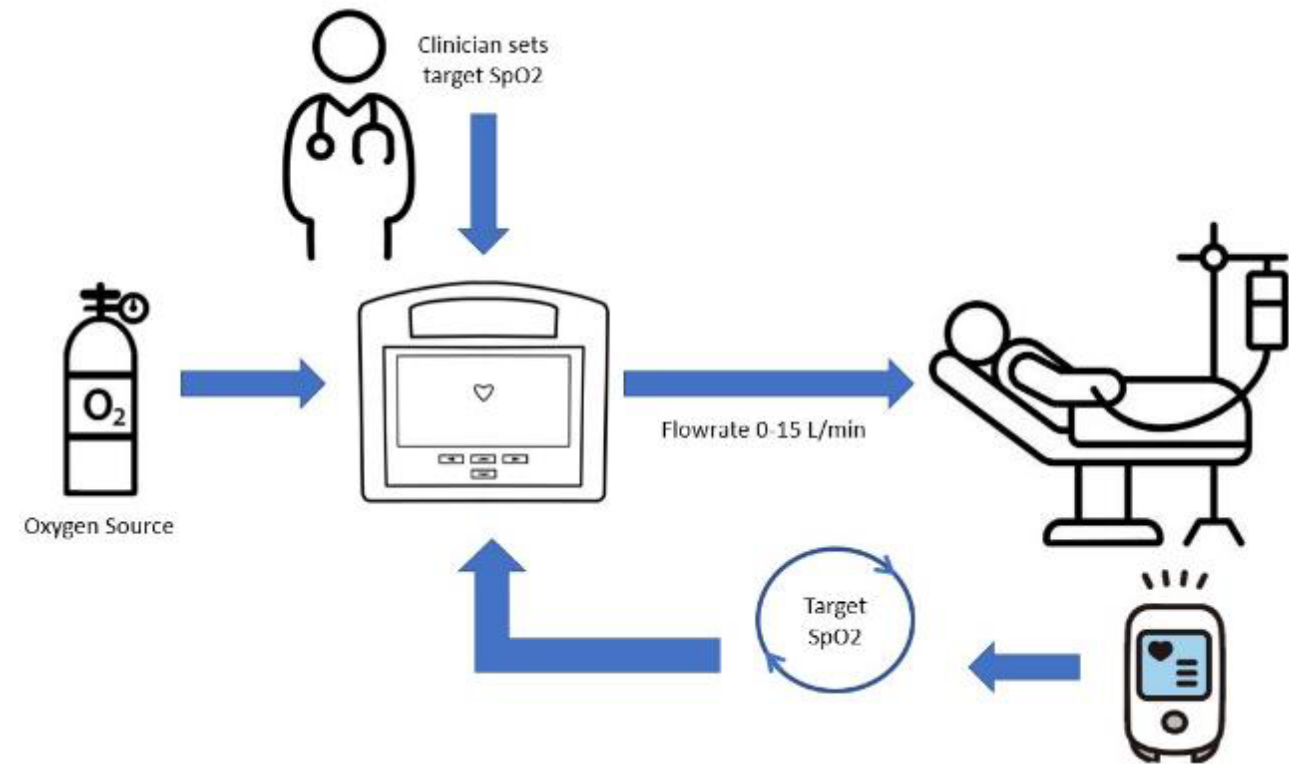 Clinician sets
target SpO2
O₂
Oxygen Source
Flowrate 0-15 L/min
Target
SpO2